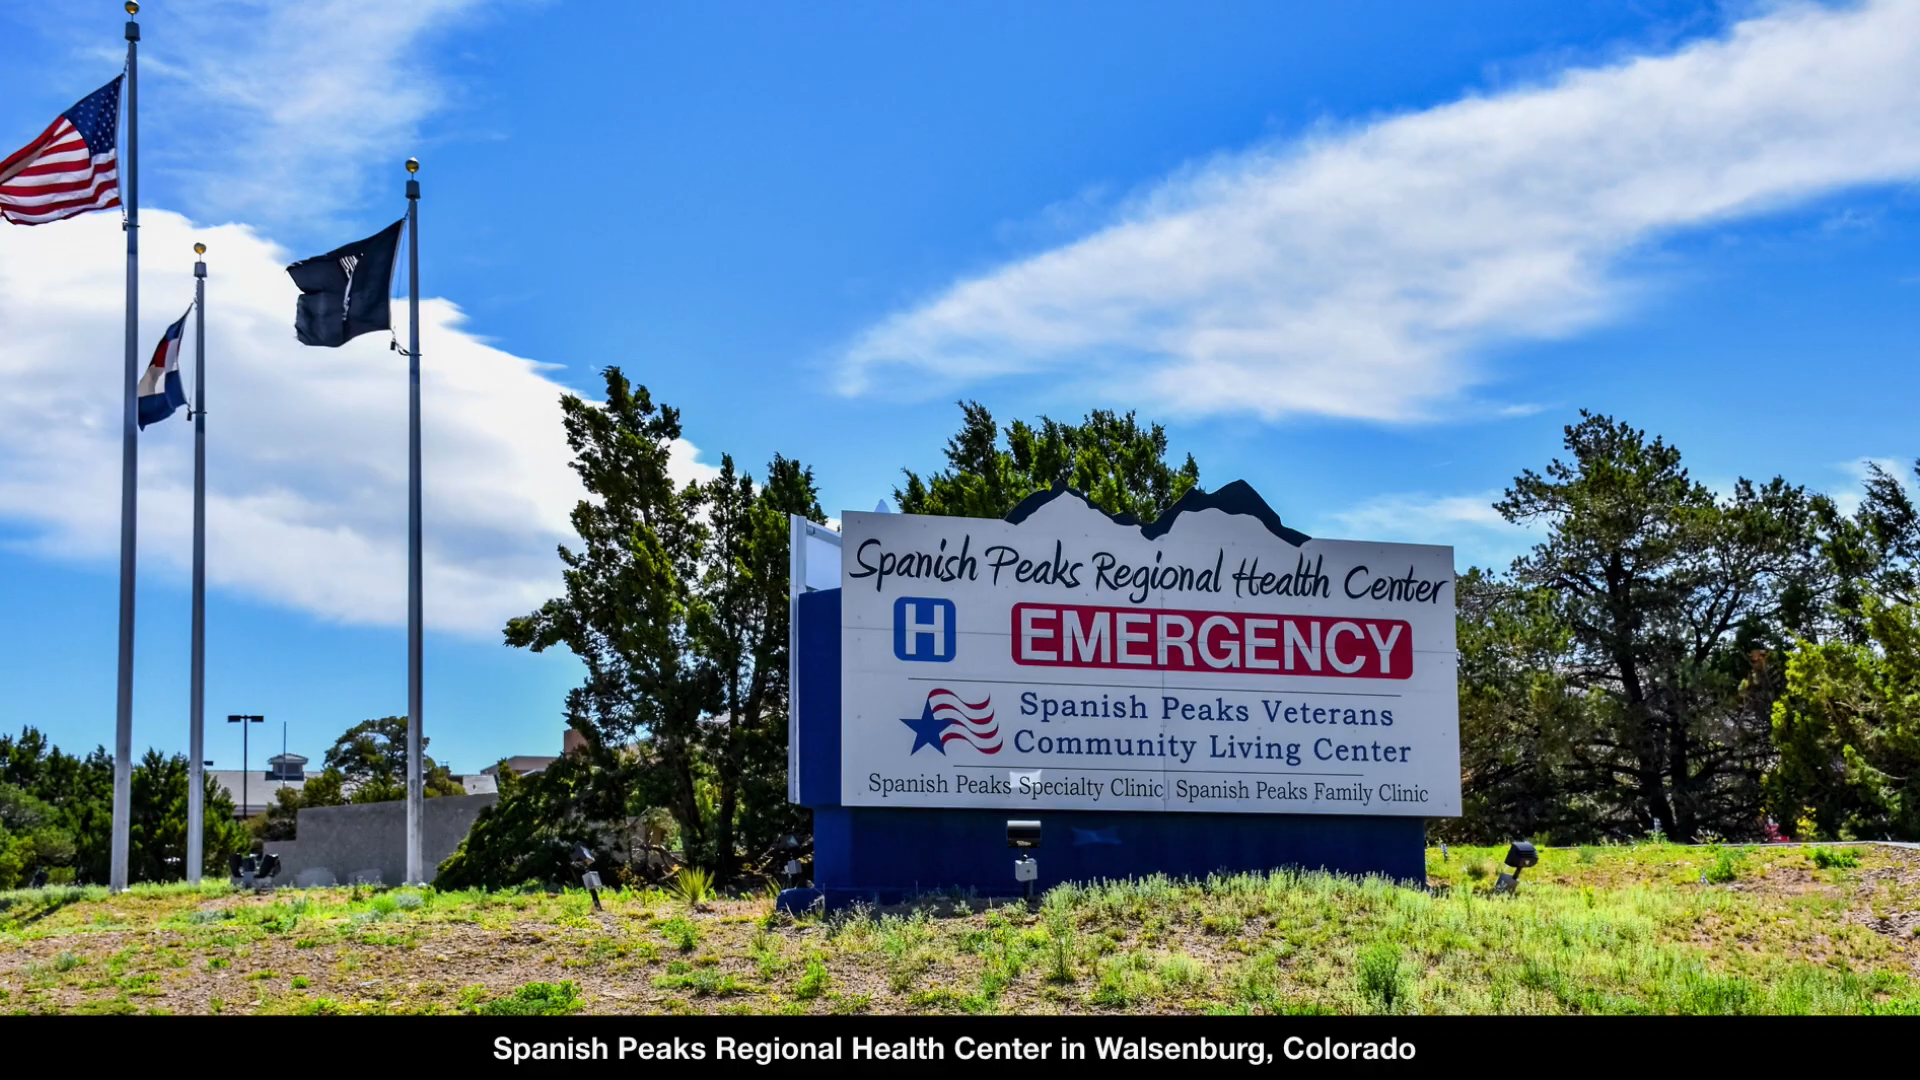 Spanish Peaks Regional Health Center
H EMERGENCY
Spanish Peaks Veterans
Community Living Center
Spanish Peaks Specialty Clinic | Spanish Peaks Family Clinic
Spanish Peaks Regional Health Center in Walsenburg, Colorado